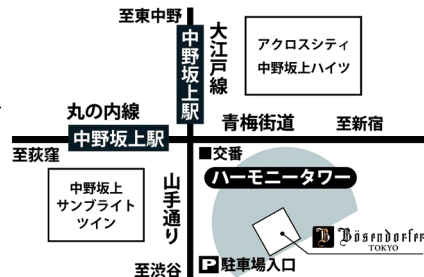 至東中野
大江戸線
中野坂上駅
アクロスシティ
中野坂上ハイツ
丸の内線
中野坂上駅
青梅街道
至新宿
至荻窪
■交番
ハーモニータワー
中野坂上
サンブライト
ツイン
山手通り
B Bösendorfer
TOKYO
至渋谷
P 駐車場入口